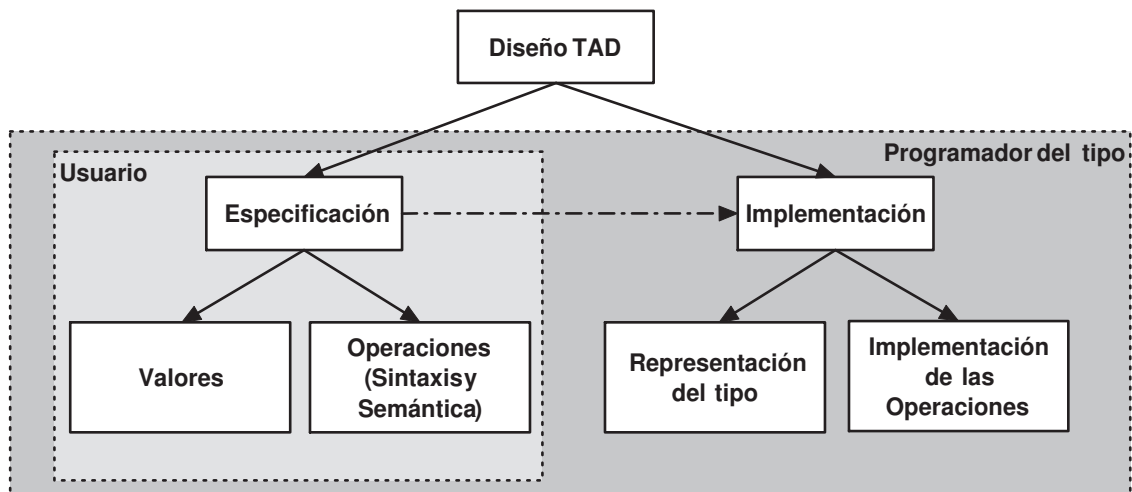 Diseño TAD
Programador del tipo
Usuario
Especificación
Implementación
Valores
Operaciones
(Sintaxisy
Semántica)
Representación
del tipo
Implementación
de las
Operaciones